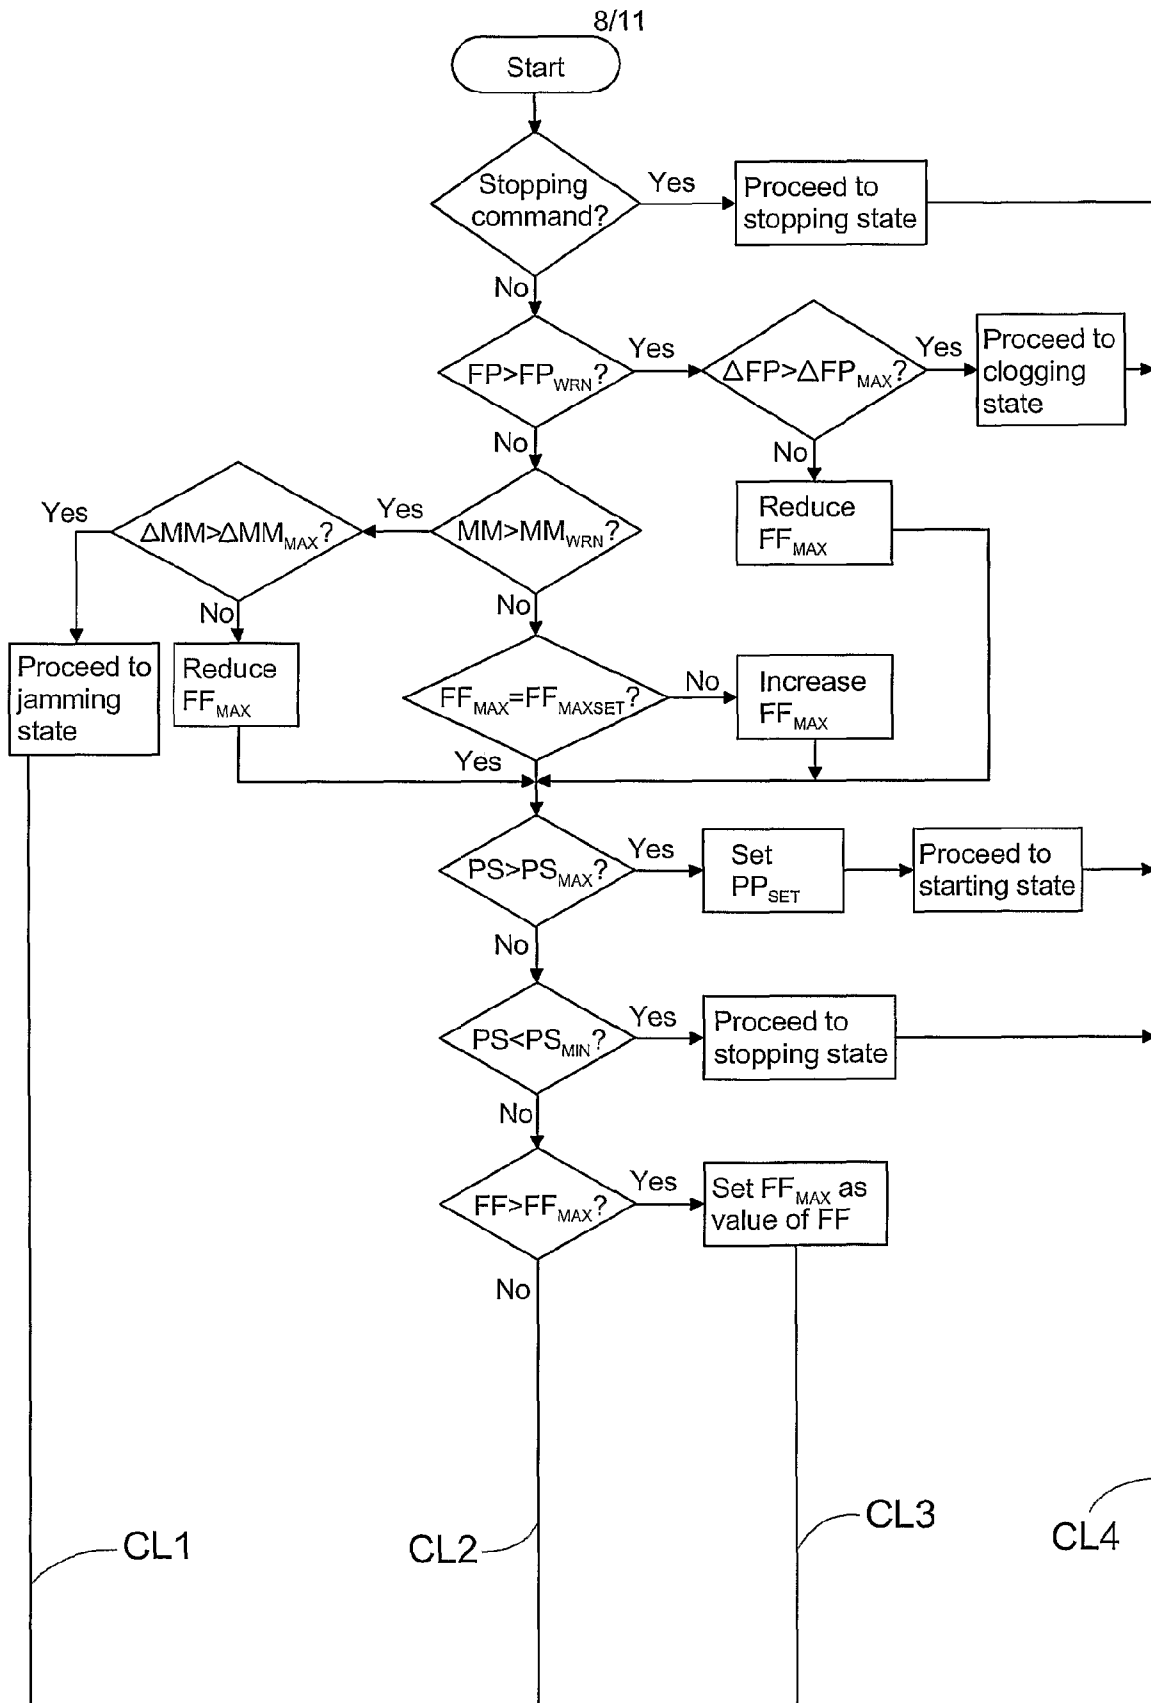 8/11
Start
Stopping
command?
Yes
Proceed to
stopping state
No
FP>FP_WRN?
Yes
ΔFP>ΔFP_MAX?
Yes
Proceed to
clogging
state
No
No
Reduce
FF_MAX
MM>MM_WRN?
Yes
ΔMM>ΔMM_MAX?
Yes
No
No
Proceed to
jamming
state
Reduce
FF_MAX
FF_MAX=FF_MAXSET?
No
Increase
FF_MAX
Yes
PS>PS_MAX?
Yes
Set
PP_SET
Proceed to
starting state
No
PS<PS_MIN?
Yes
Proceed to
stopping state
No
FF>FF_MAX?
Yes
Set FF_MAX as
value of FF
No
CL1
CL2
CL3
CL4